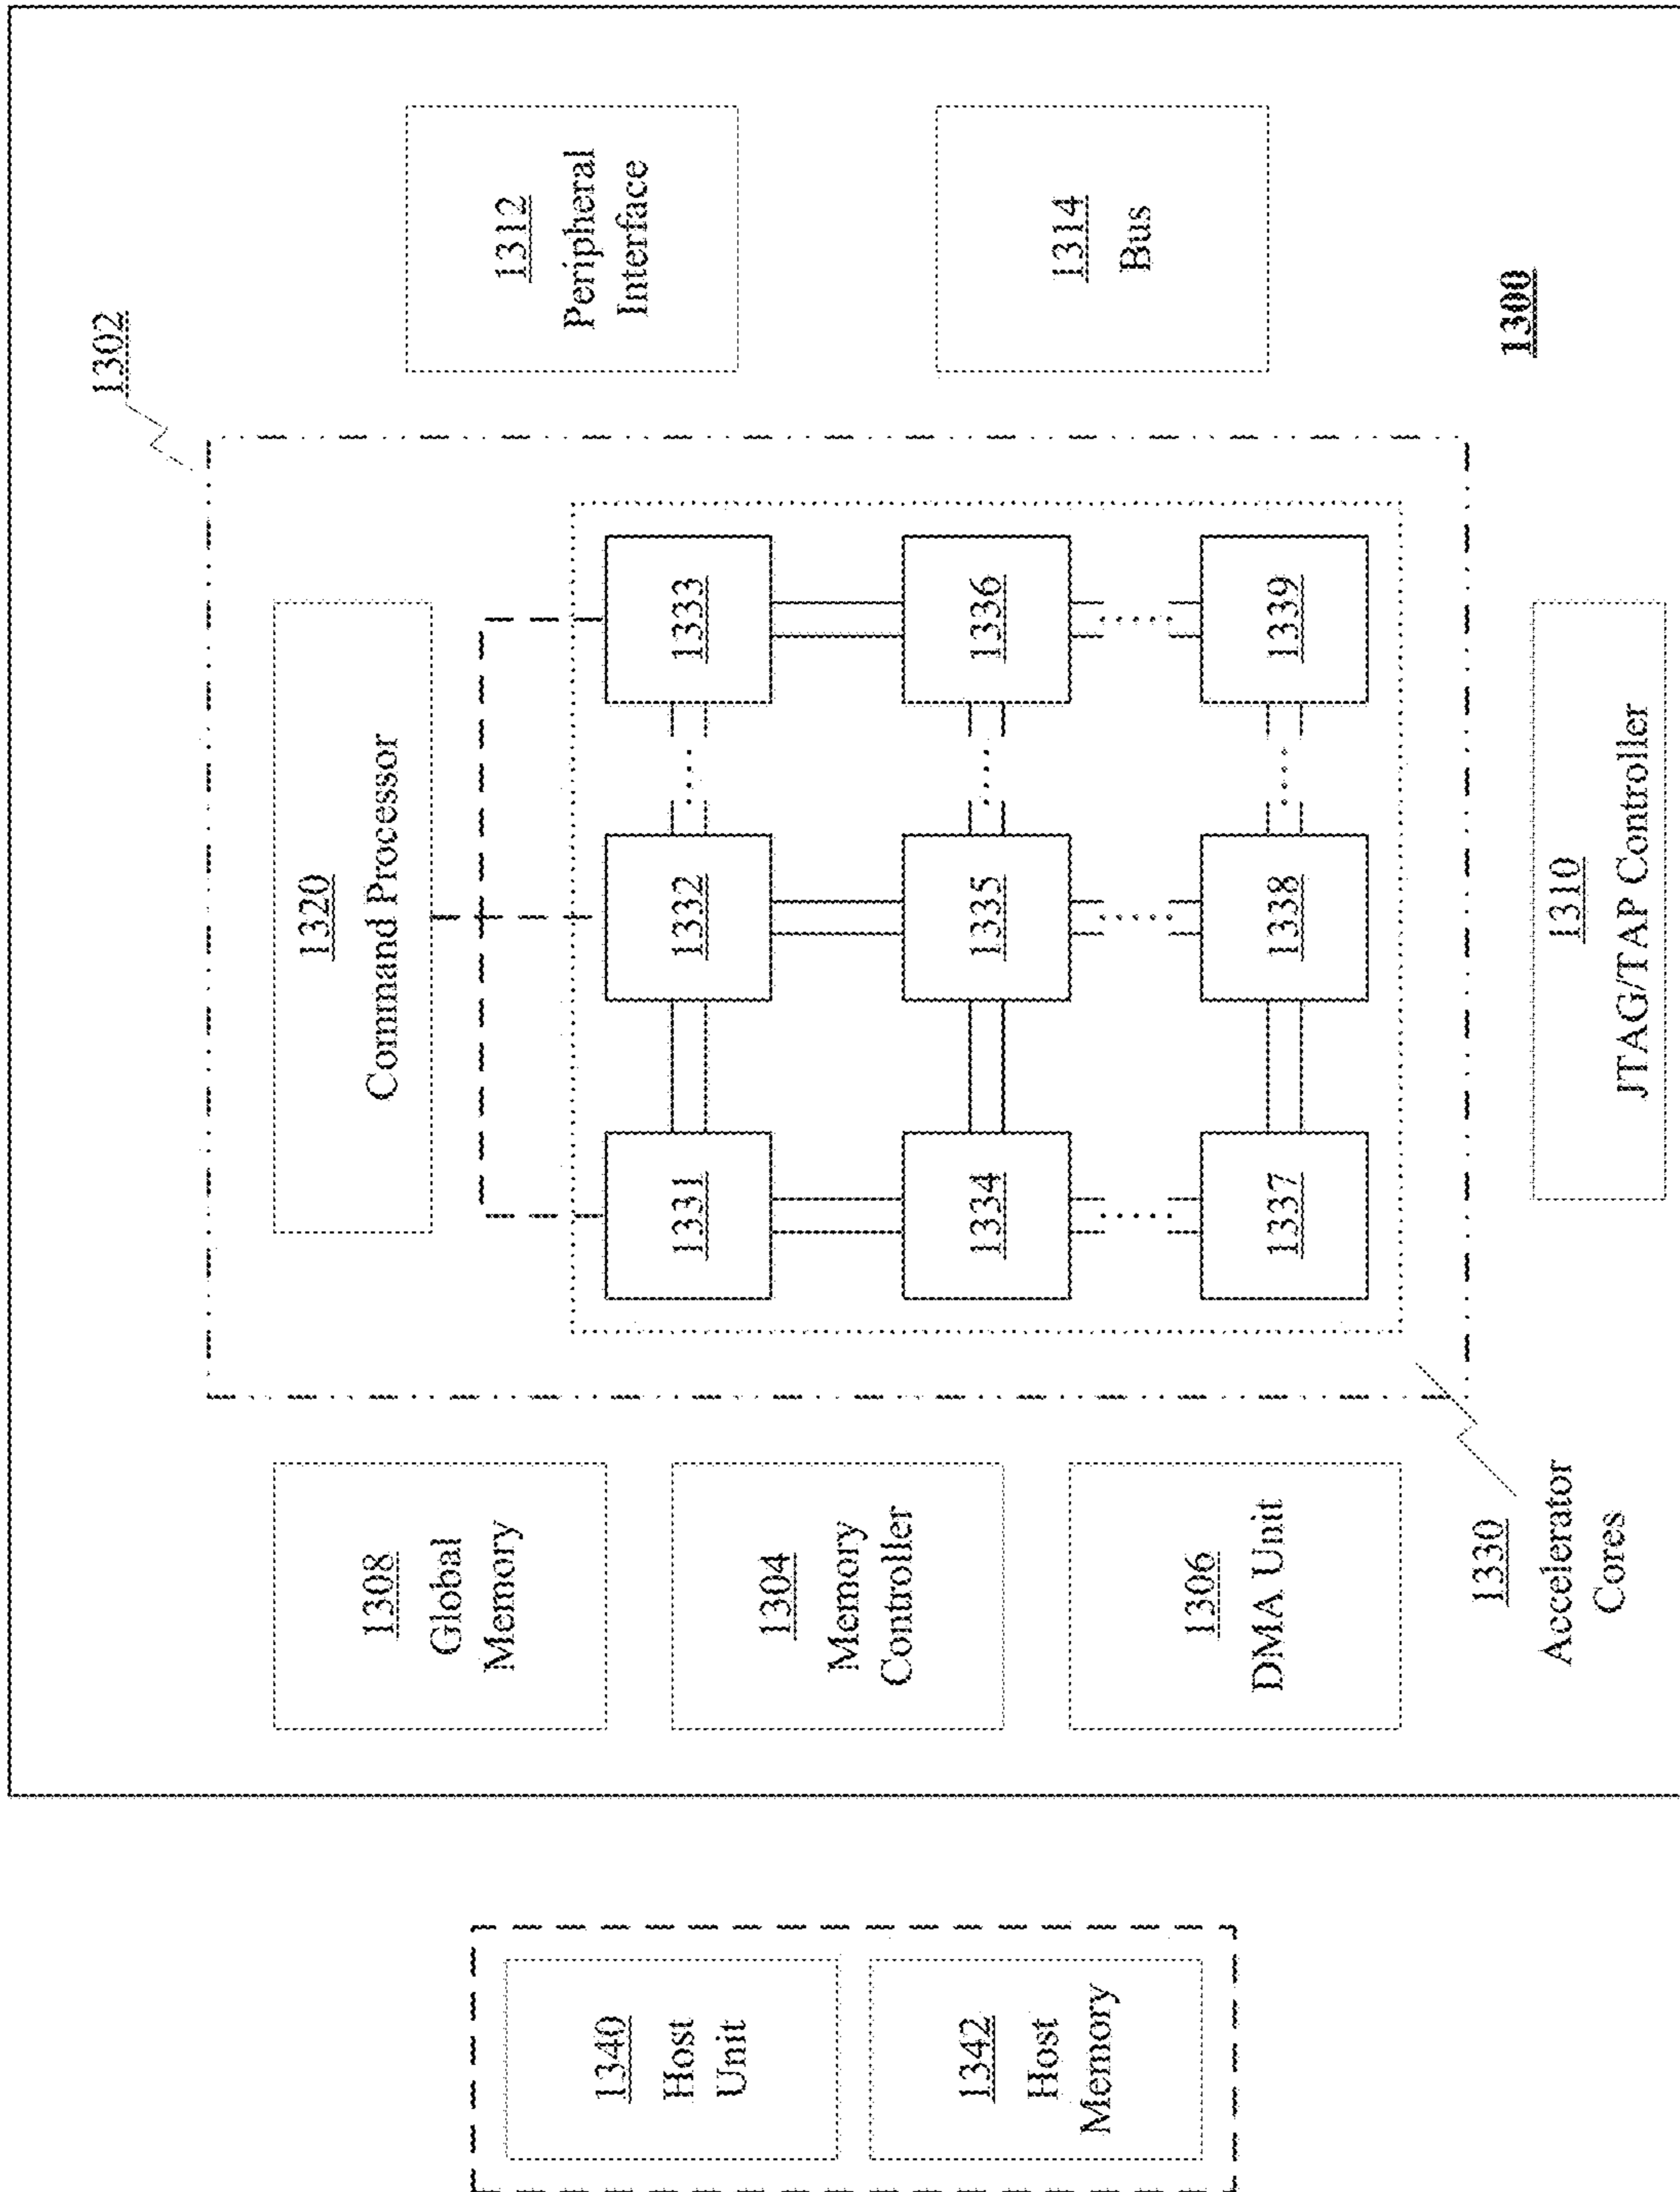 1302
1320
Command Processor
1308
Global
Memory
1304
Memory
Controller
1306
DMA Unit
1331
1332
1333
1334
1335
1336
1337
1338
1339
1312
Peripheral
Interface
1314
Bus
1340
Host
Unit
1342
Host
Memory
1330
Accelerator
Cores
1310
JTAG/TAP Controller
1300